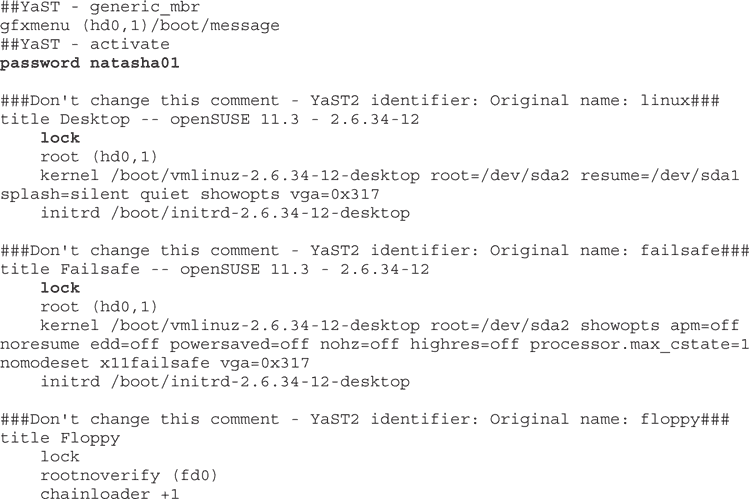 ##YaST - generic_mbr
gfxmenu (hd0,1)/boot/message
##YaST - activate
password natasha01
###Don't change this comment - YaST2 identifier: Original name: linux###
title Desktop -- openSUSE 11.3 - 2.6.34-12
lock
root (hd0,1)
kernel /boot/vmlinuz-2.6.34-12-desktop root=/dev/sda2 resume=/dev/sda1
splash=silent quiet showopts vga=0x317
initrd /boot/initrd-2.6.34-12-desktop
###Don't change this comment - YaST2 identifier: Original name: failsafe###
title Failsafe -- openSUSE 11.3 - 2.6.34-12
lock
root (hd0,1)
kernel /boot/vmlinuz-2.6.34-12-desktop root=/dev/sda2 showopts apm=off
noresume edd=off powersaved=off nohz=off highres=off processor.max_cstate=1
nomodeset x11failsafe vga=0x317
initrd /boot/initrd-2.6.34-12-desktop
###Don't change this comment - YaST2 identifier: Original name: floppy###
title Floppy
lock
rootnoverify (fd0)
chainloader +1